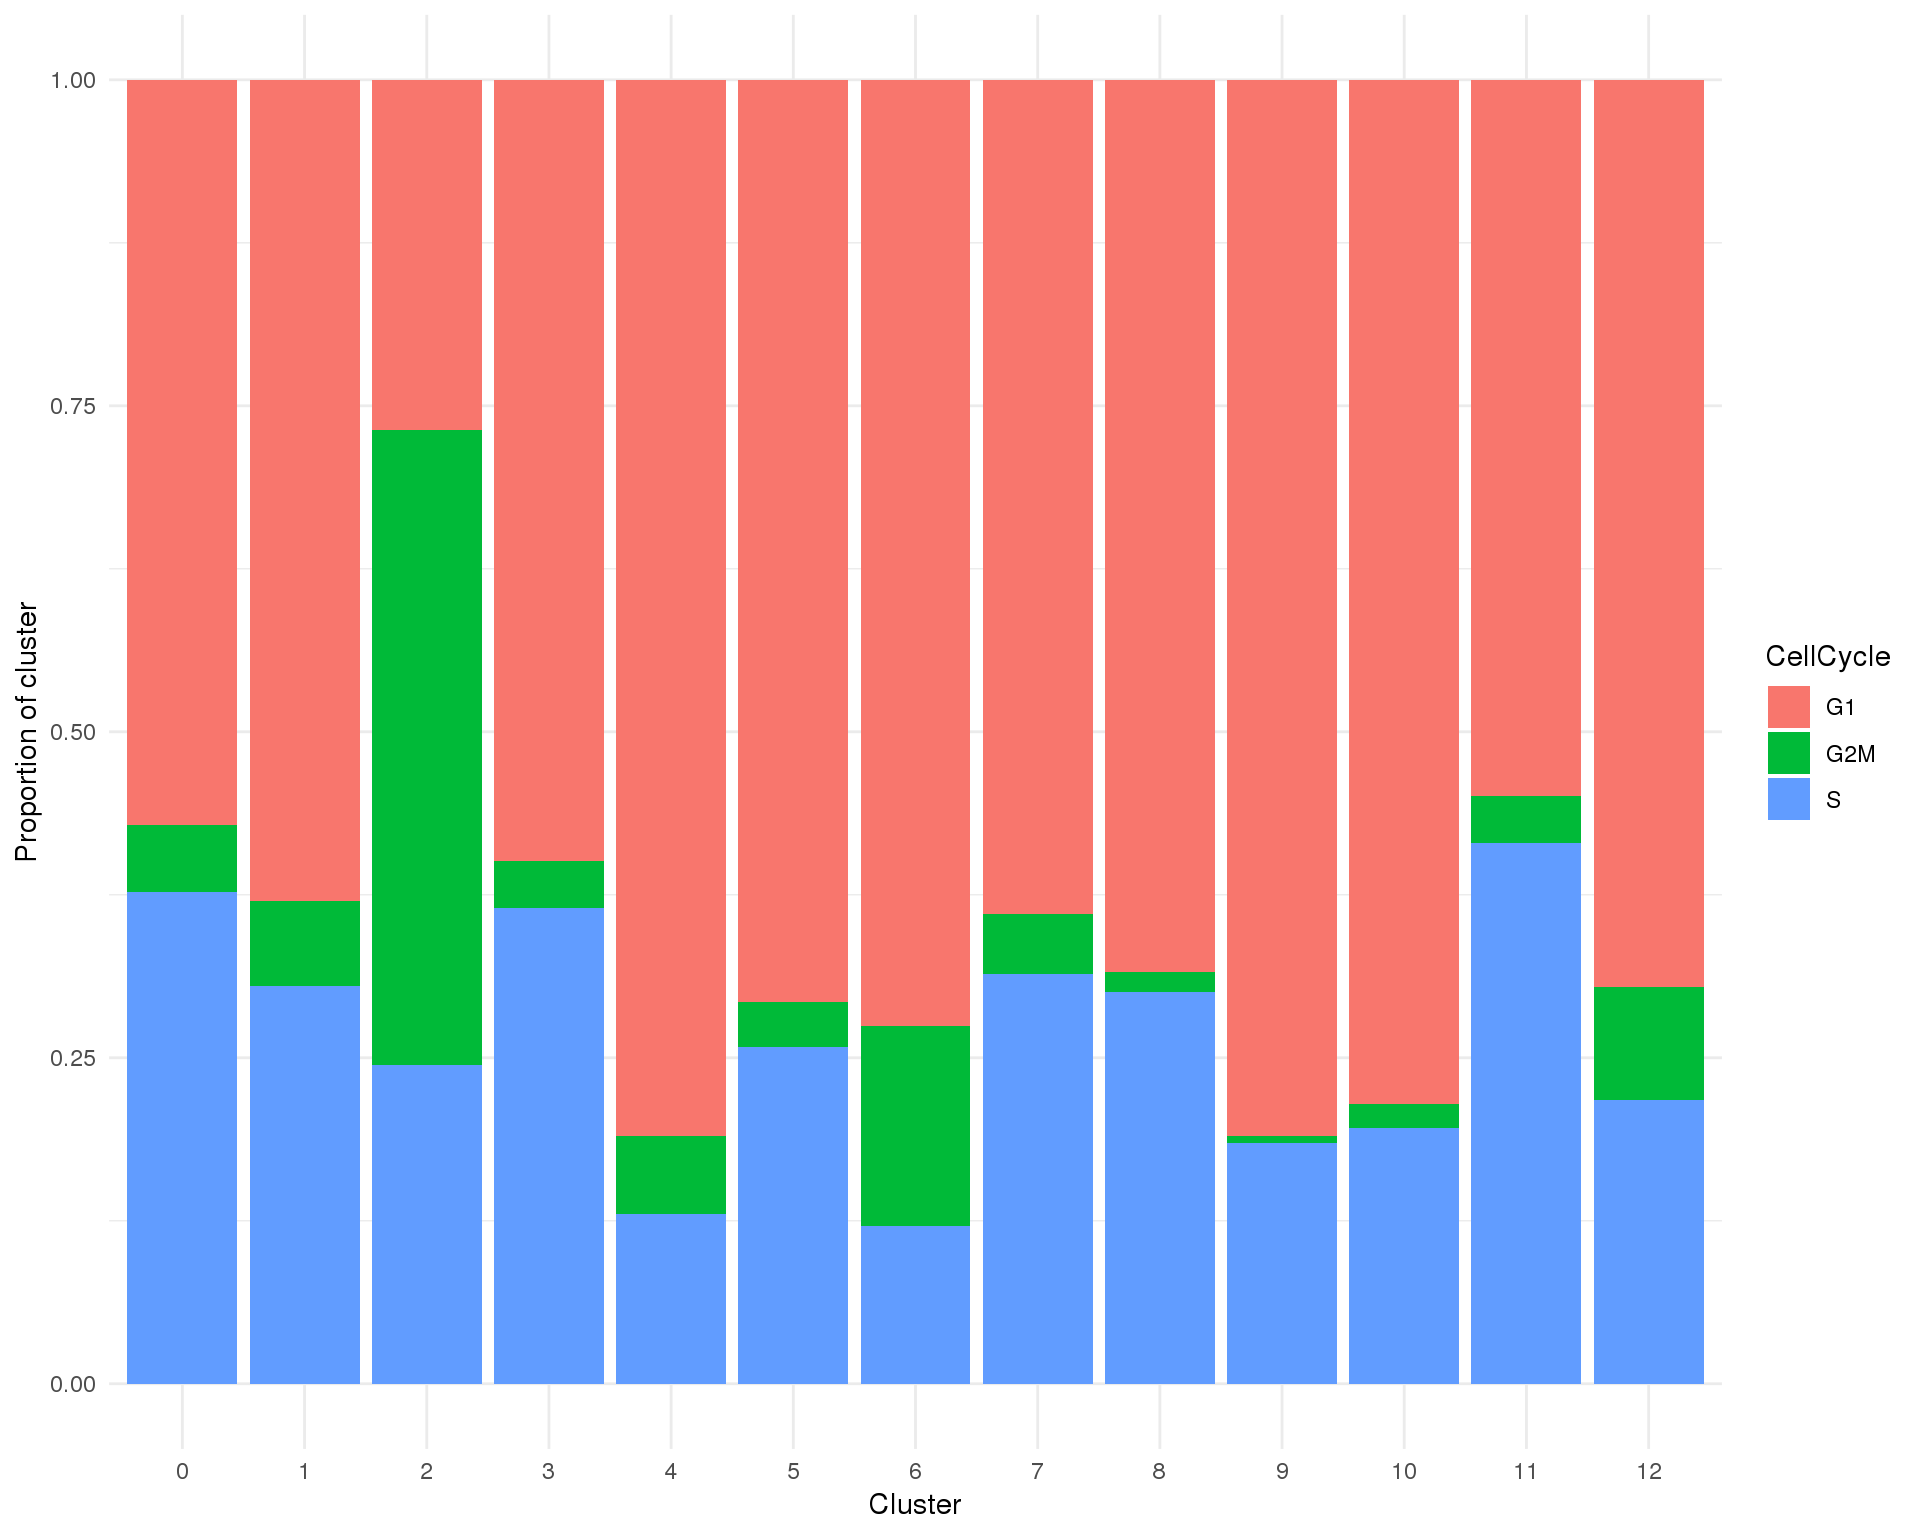 1.00
0.75
0.50
0.25
0.00
Proportion of cluster
0 1 2 3 4 5 6 7 8 9 10 11 12
Cluster
CellCycle
G1
G2M
S